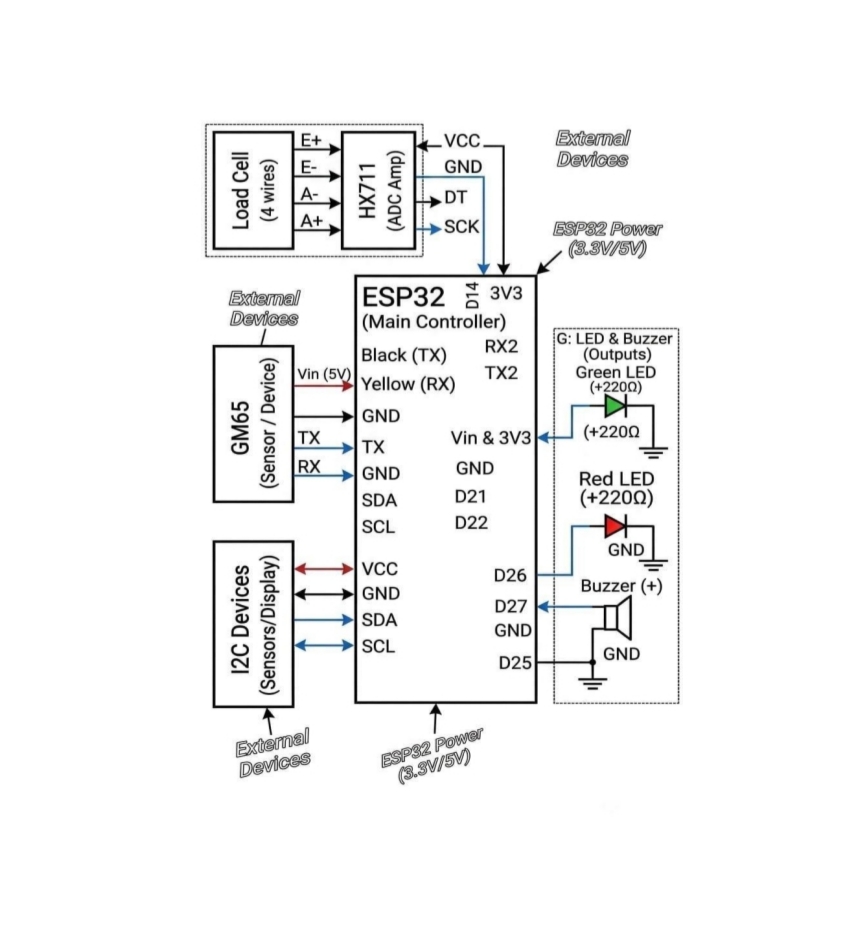 External
Devices
Load Cell
(4 wires)
E+
E-
A-
A+
HX711
(ADC Amp)
VCC
GND
DT
SCK
ESP32 Power
(3.3V/5V)
External
Devices
GM65
(Sensor / Device)
Vin (5V)
TX
RX
ESP32
(Main Controller)
D14
3V3
Black (TX)
Yellow (RX)
GND
TX
GND
SDA
SCL
VCC
GND
SDA
SCL
RX2
TX2
Vin & 3V3
GND
D21
D22
D26
D27
GND
D25
G: LED & Buzzer
(Outputs)
Green LED
(+220Ω)
(+220Ω
Red LED
(+220Ω)
GND
Buzzer (+)
GND
I2C Devices
(Sensors/Display)
External
Devices
ESP32 Power
(3.3V/5V)